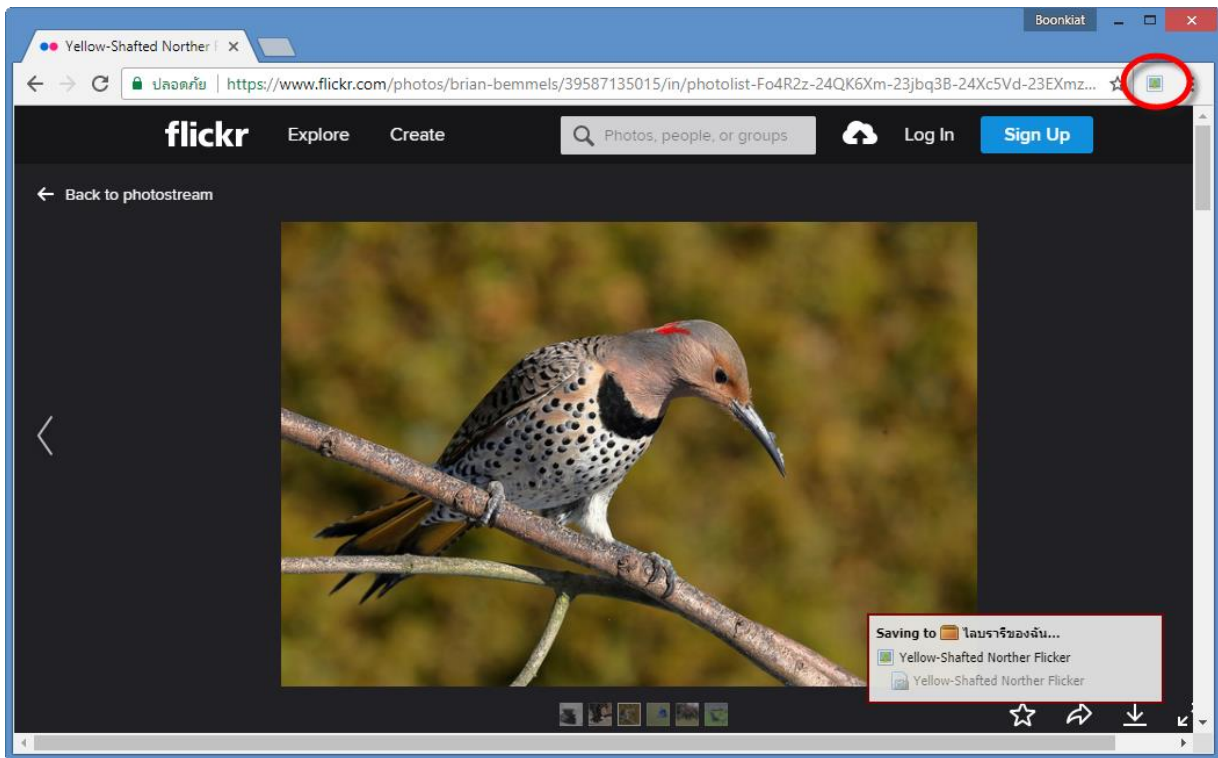 Boonkiat
Yellow-Shafted Norther F
ปลอดภัย | https://www.flickr.com/photos/brian-bemmels/39587135015/in/photolist-Fo4R2z-24QK6Xm-23jbq3B-24Xc5Vd-23EXmz...
flickr Explore Create Photos, people, or groups Log In Sign Up
Back to photostream
Saving to ไลบรารีของฉัน...
Yellow-Shafted Norther Flicker
Yellow-Shafted Norther Flicker